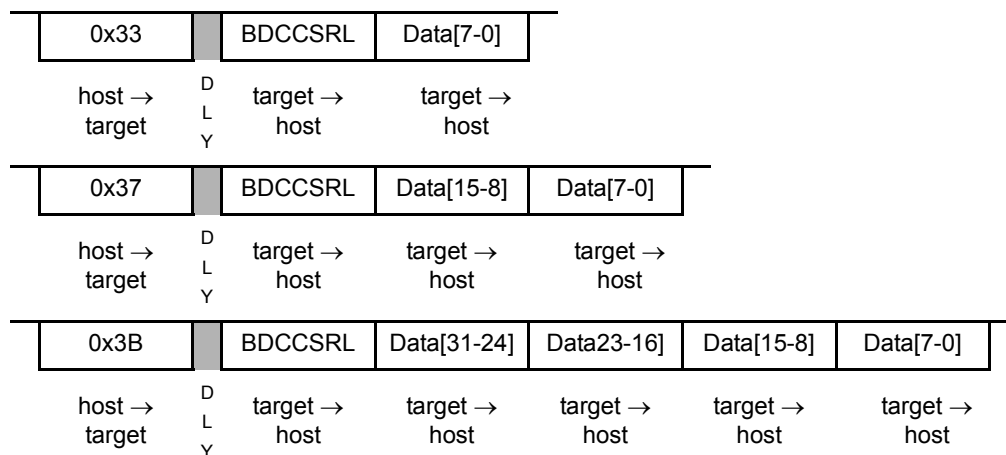 0x33 BDCCSRL Data[7-0]
host → D target → target →
target L host host
Y
0x37 BDCCSRL Data[15-8] Data[7-0]
host → D target → target → target →
target L host host host
Y
0x3B BDCCSRL Data[31-24] Data23-16] Data[15-8] Data[7-0]
host → D target → target → target → target → target →
target L host host host host host
Y